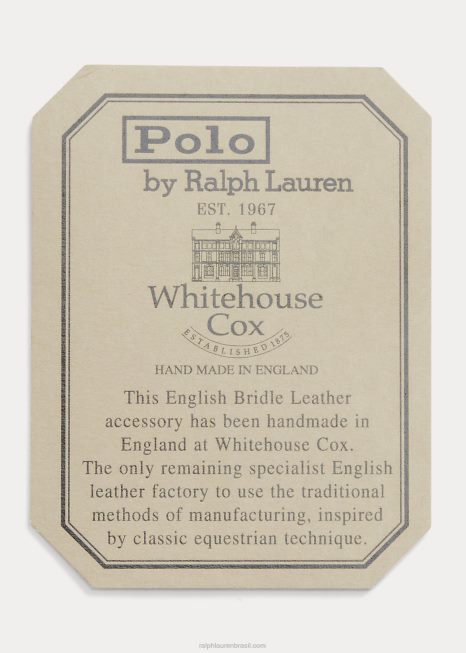 Polo
by Ralph Lauren
EST. 1967
Whitehouse
Cox
ESTABLISHED 1875
HAND MADE IN ENGLAND
This English Bridle Leather
accessory has been handmade in
England at Whitehouse Cox.
The only remaining specialist English
leather factory to use the traditional
methods of manufacturing, inspired
by classic equestrian technique.
ralphlaurenbrasil.com